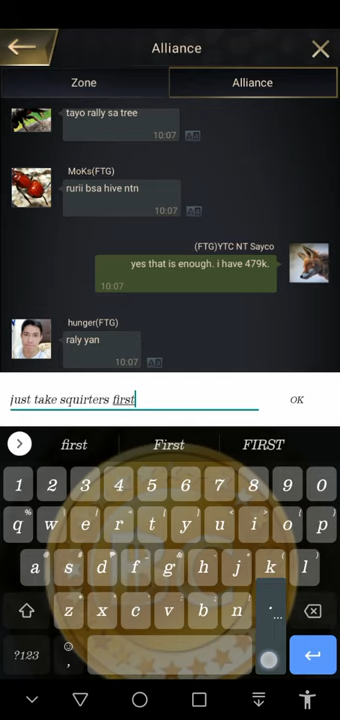 Alliance
Zone
Alliance
tayo rally sa tree
10:07
MoKs(FTG)
rurii bsa hive ntn
10:07
(FTG)YTC NT Sayco
yes that is enough. i have 479k.
10:07
hunger(FTG)
raly yan
10:07
just take squirters first
OK
first First FIRST
1 2 3 4 5 6 7 8 9 0
q w e r t y u i o p
a s d f g h j k l
z x c v b n
?123 , .